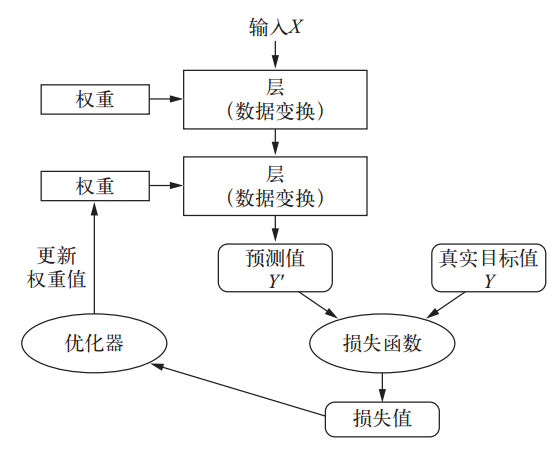 输入X
权重
层
（数据变换）
权重
层
（数据变换）
更新
权重值
预测值
Y′
真实目标值
Y
优化器
损失函数
损失值